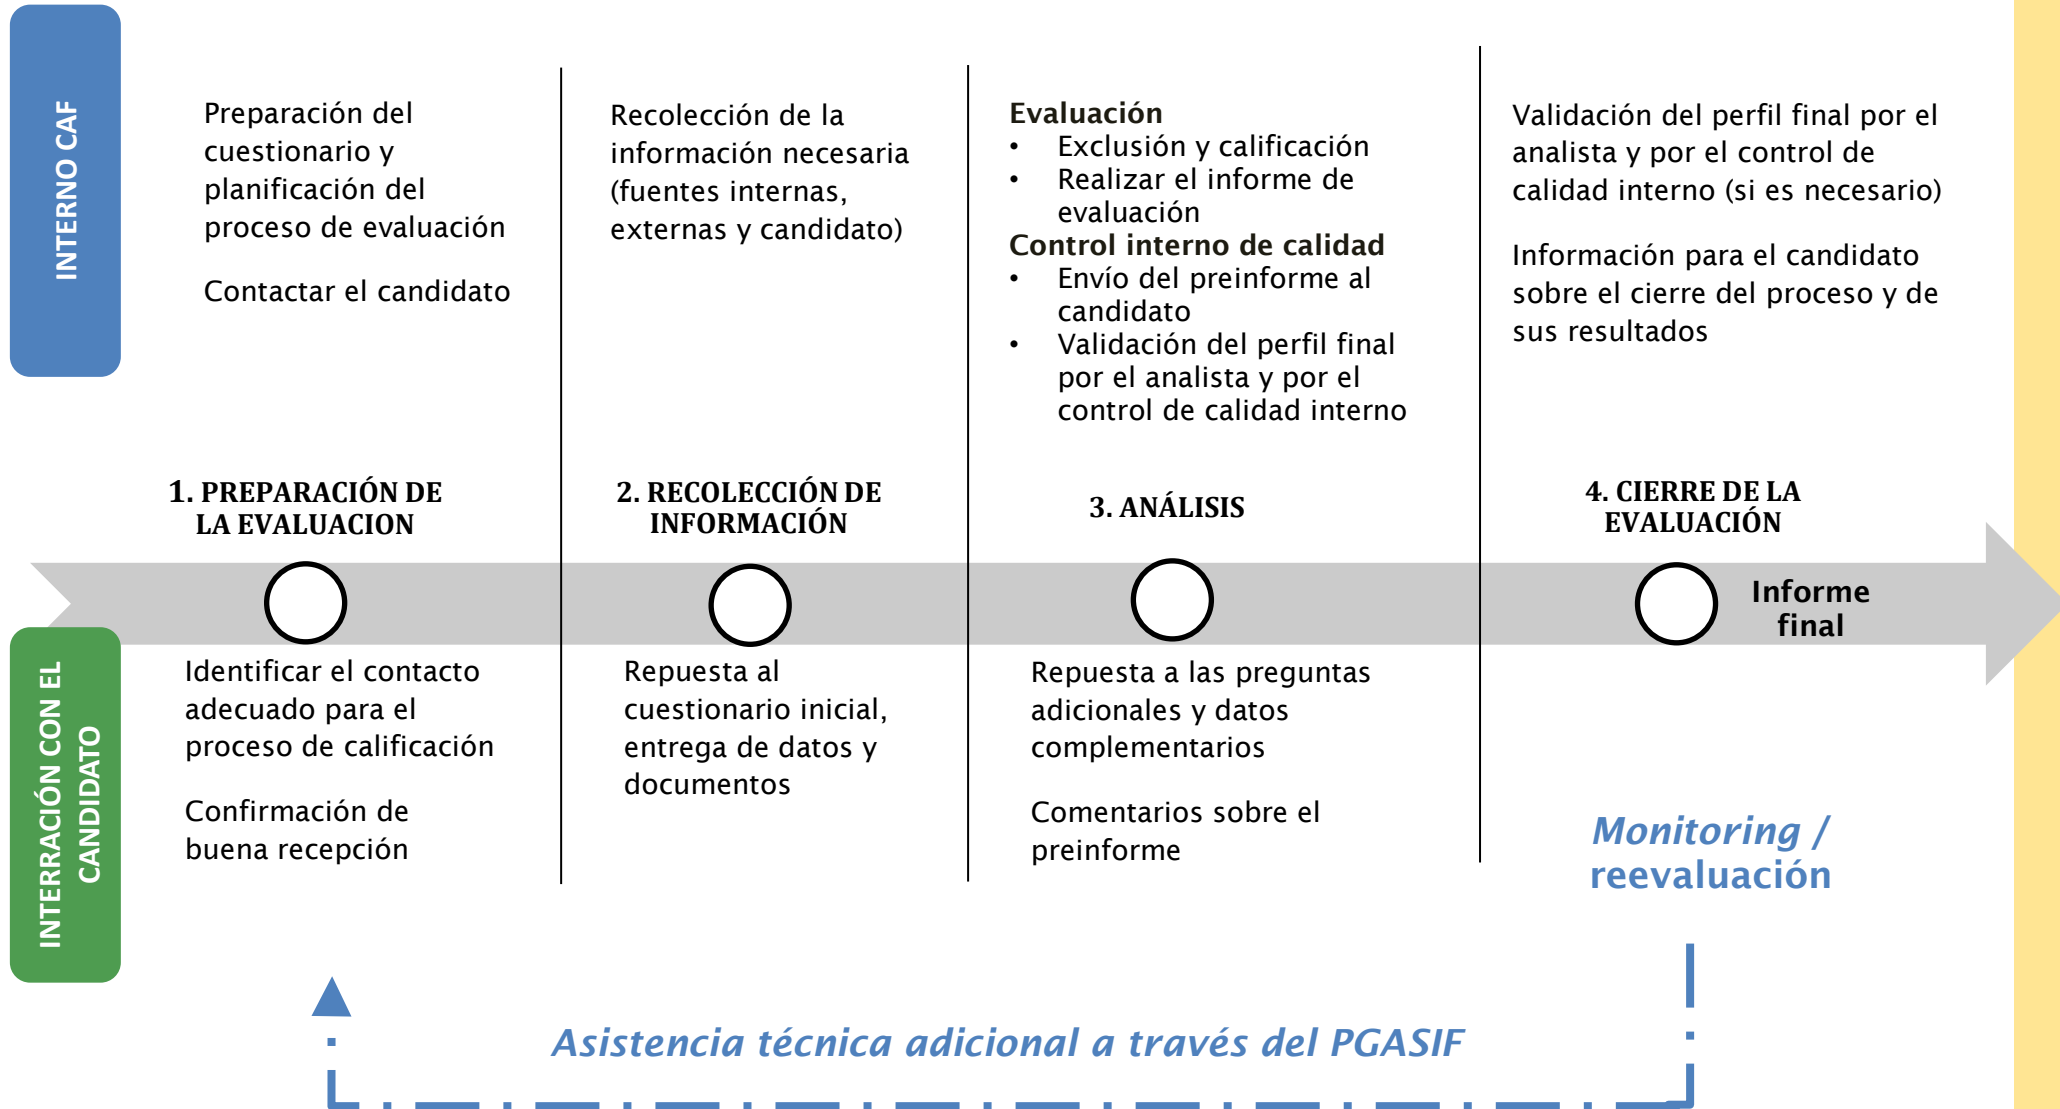 INTERNO CAF
Preparación del
cuestionario y
planificación del
proceso de evaluación
Contactar el candidato
Recolección de la
información necesaria
(fuentes internas,
externas y candidato)
Evaluación
• Exclusión y calificación
• Realizar el informe de
evaluación
Control interno de calidad
• Envío del preinforme al
candidato
• Validación del perfil final
por el analista y por el
control de calidad interno
Validación del perfil final por el
analista y por el control de
calidad interno (si es necesario)
Información para el candidato
sobre el cierre del proceso y de
sus resultados
1. PREPARACIÓN DE
LA EVALUACION
2. RECOLECCIÓN DE
INFORMACIÓN
3. ANÁLISIS
4. CIERRE DE LA
EVALUACIÓN
Informe
final
INTERRACIÓN CON EL
CANDIDATO
Identificar el contacto
adecuado para el
proceso de calificación
Confirmación de
buena recepción
Repuesta al
cuestionario inicial,
entrega de datos y
documentos
Repuesta a las preguntas
adicionales y datos
complementarios
Comentarios sobre el
preinforme
Monitoring /
reevaluación
Asistencia técnica adicional a través del PGASIF